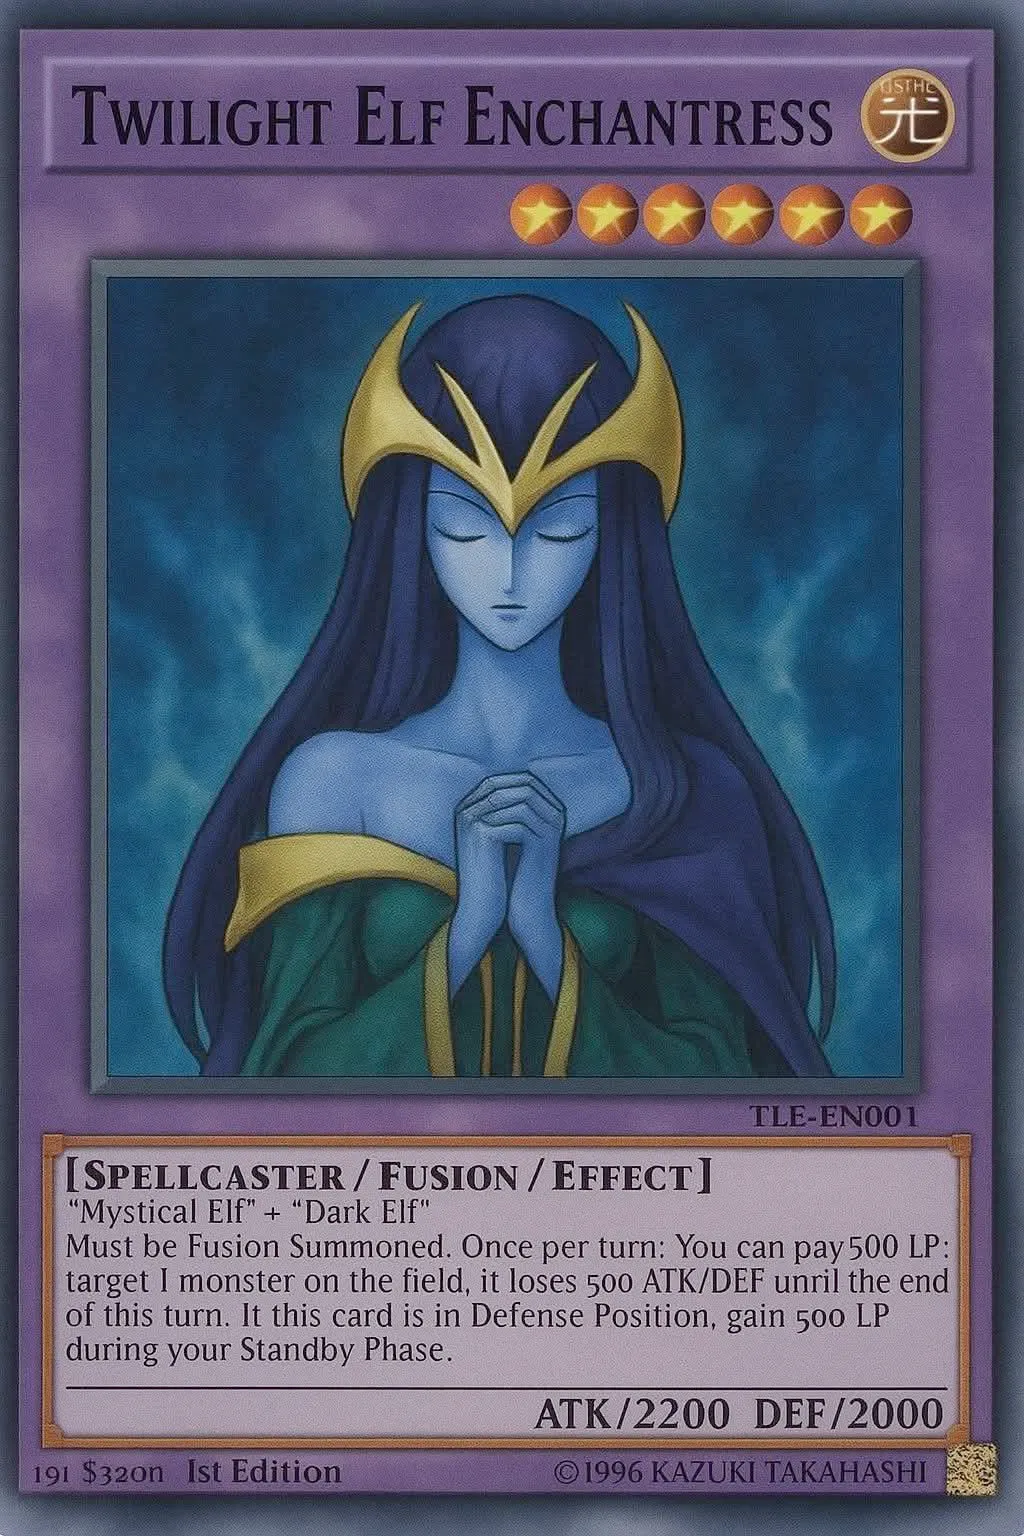 TWILIGHT ELF ENCHANTRESS
光
[SPELLCASTER / FUSION / EFFECT]
TLE-EN001
“Mystical Elf” + “Dark Elf"
Must be Fusion Summoned. Once per turn: You can pay 500 LP:
target I monster on the field, it loses 500 ATK/DEF unril the end
of this turn. It this card is in Defense Position, gain 500 LP
during your Standby Phase.
ATK/2200 DEF/2000
191 $320n 1st Edition
©1996 KAZUKI TAKAHASHI